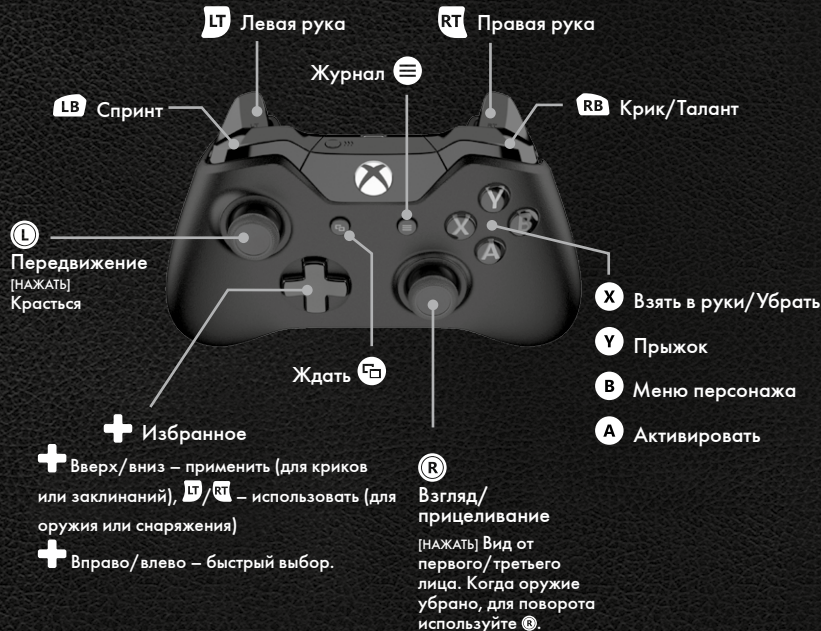 LT Левая рука
RT Правая рука
Журнал
LB Спринт
RB Крик/Талант
Y
X B
A
L
Передвижение
[НАЖАТЬ]
Красться
X Взять в руки/Убрать
Y Прыжок
B Меню персонажа
A Активировать
Ждать
Избранное
Вверх/вниз – применить (для криков
или заклинаний), LT/RT – использовать (для
оружия или снаряжения)
Вправо/влево – быстрый выбор.
R
Взгляд/
прицеливание
[НАЖАТЬ] Вид от
первого/третьего
лица. Когда оружие
убрано, для поворота
используйте R.